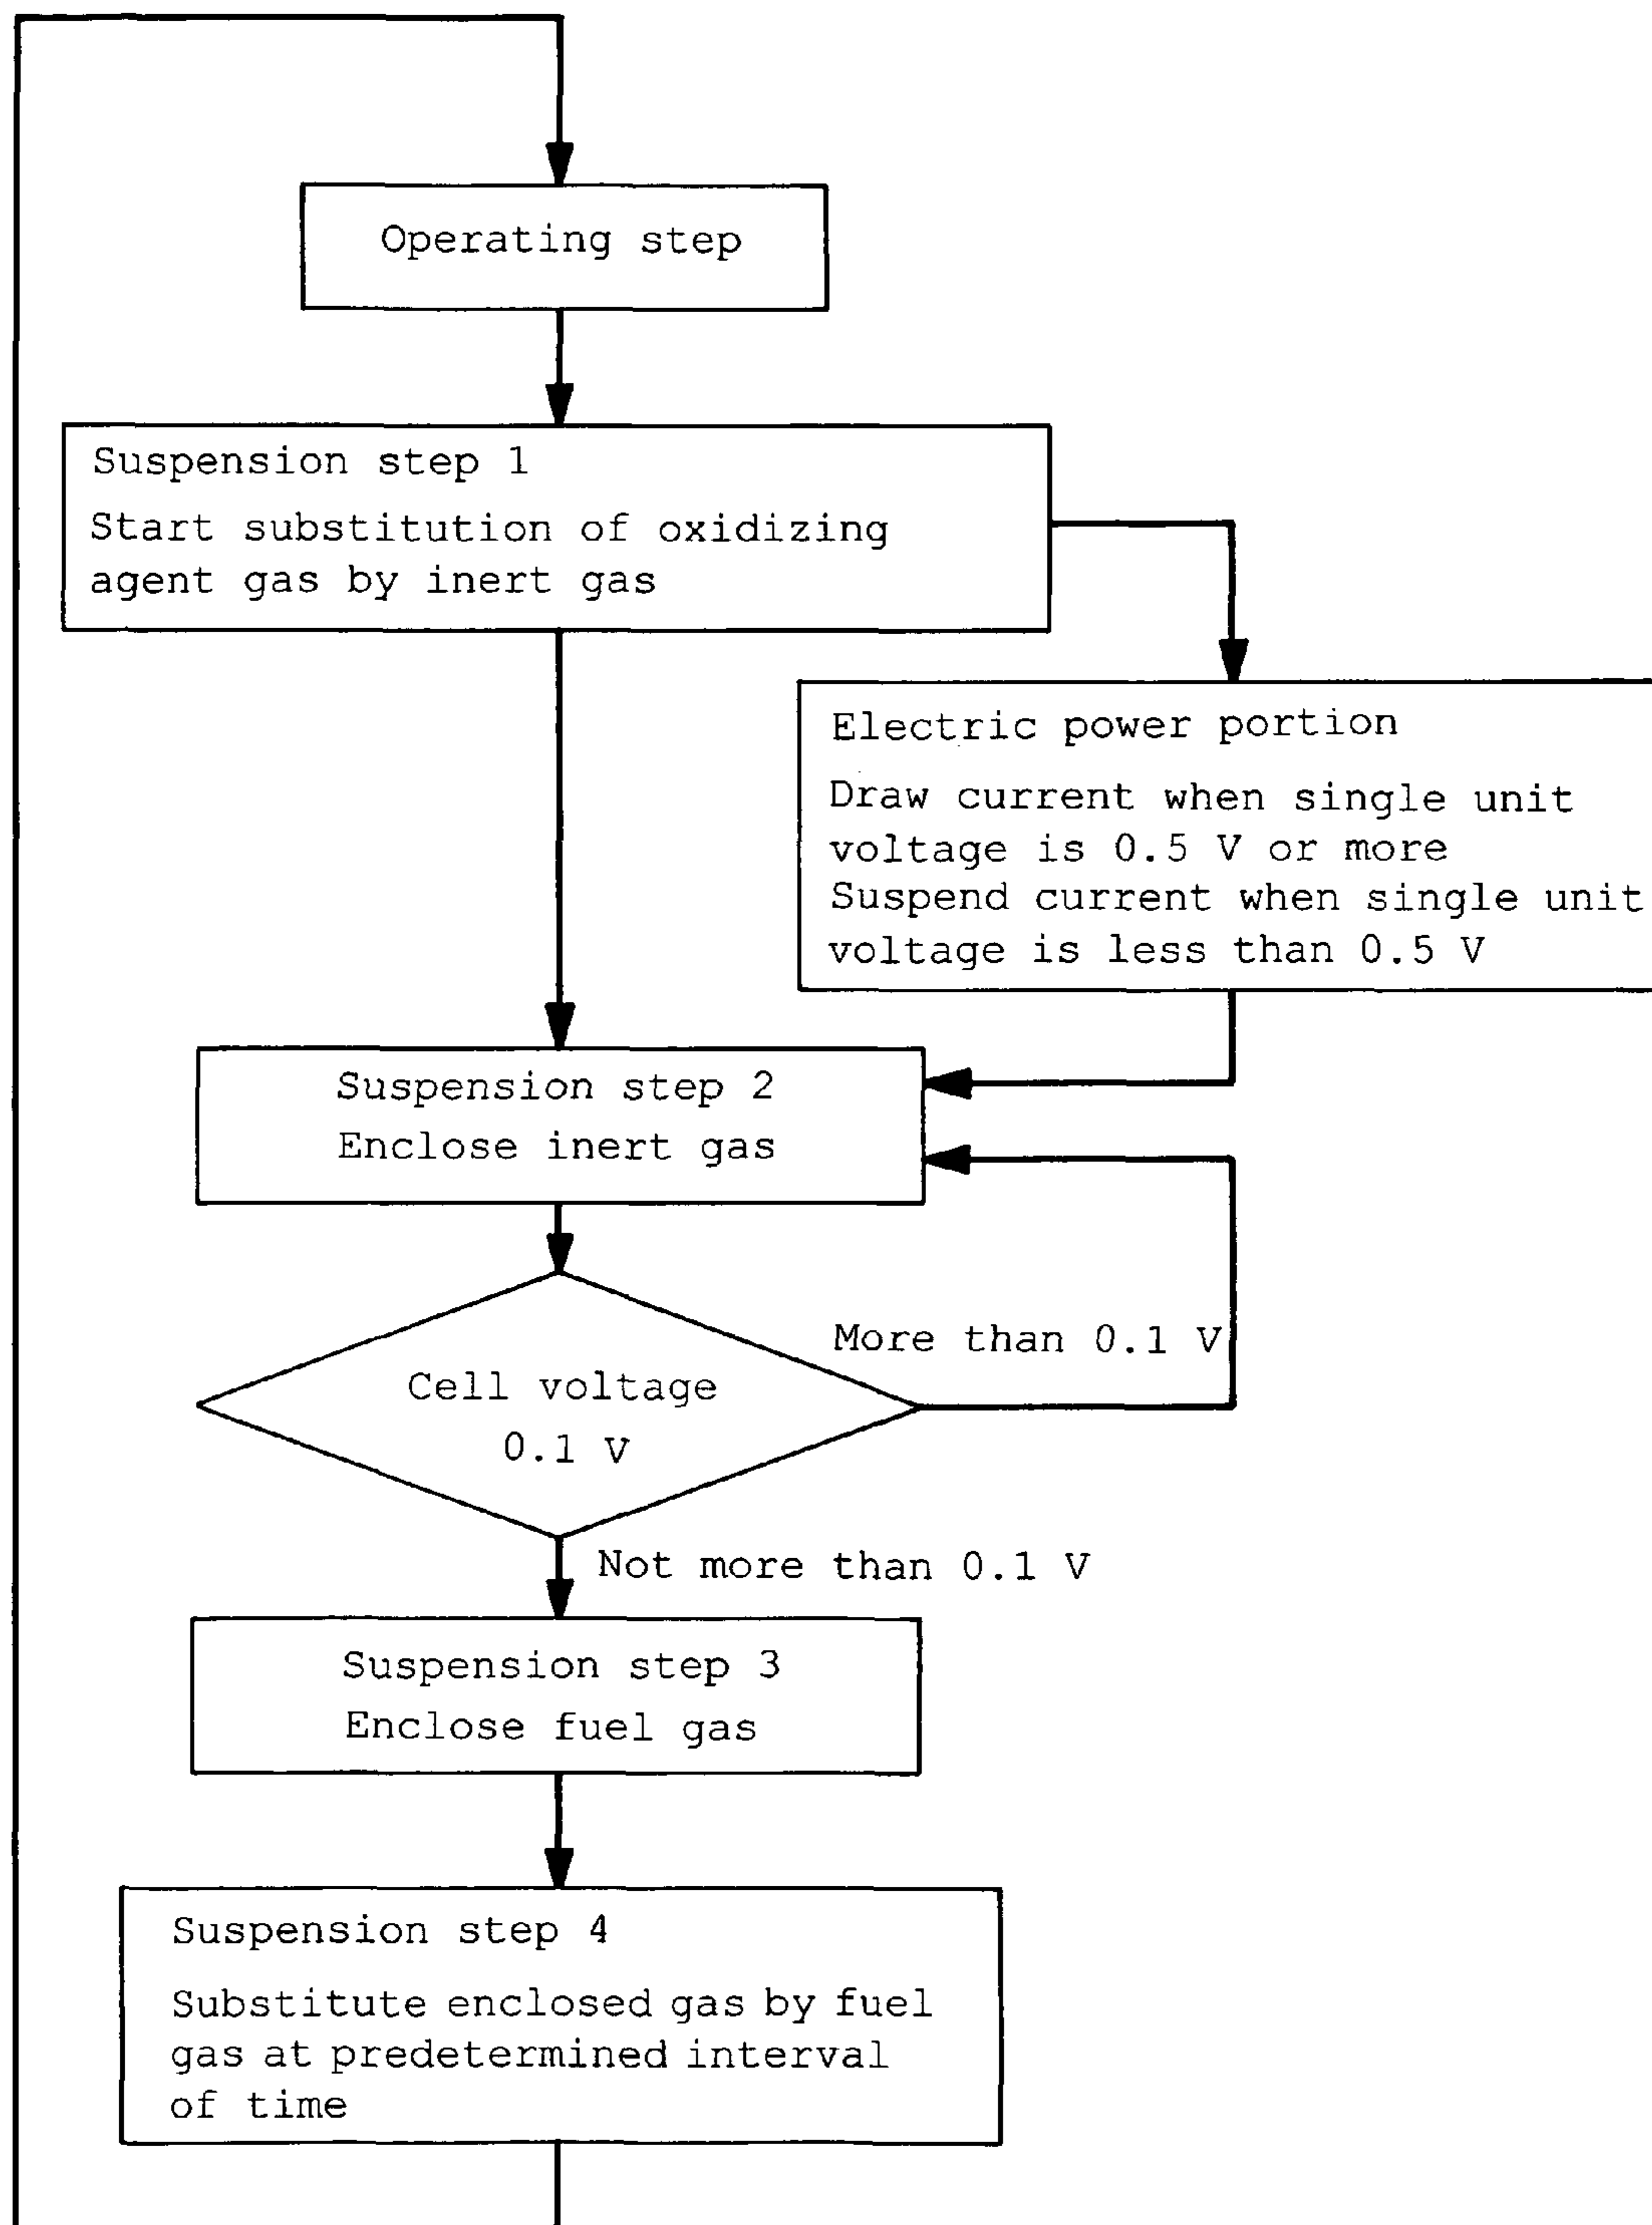 Operating step
Suspension step 1
Start substitution of oxidizing
agent gas by inert gas
Electric power portion
Draw current when single unit
voltage is 0.5 V or more
Suspend current when single unit
voltage is less than 0.5 V
Suspension step 2
Enclose inert gas
More than 0.1 V
Cell voltage
0.1 V
Not more than 0.1 V
Suspension step 3
Enclose fuel gas
Suspension step 4
Substitute enclosed gas by fuel
gas at predetermined interval
of time